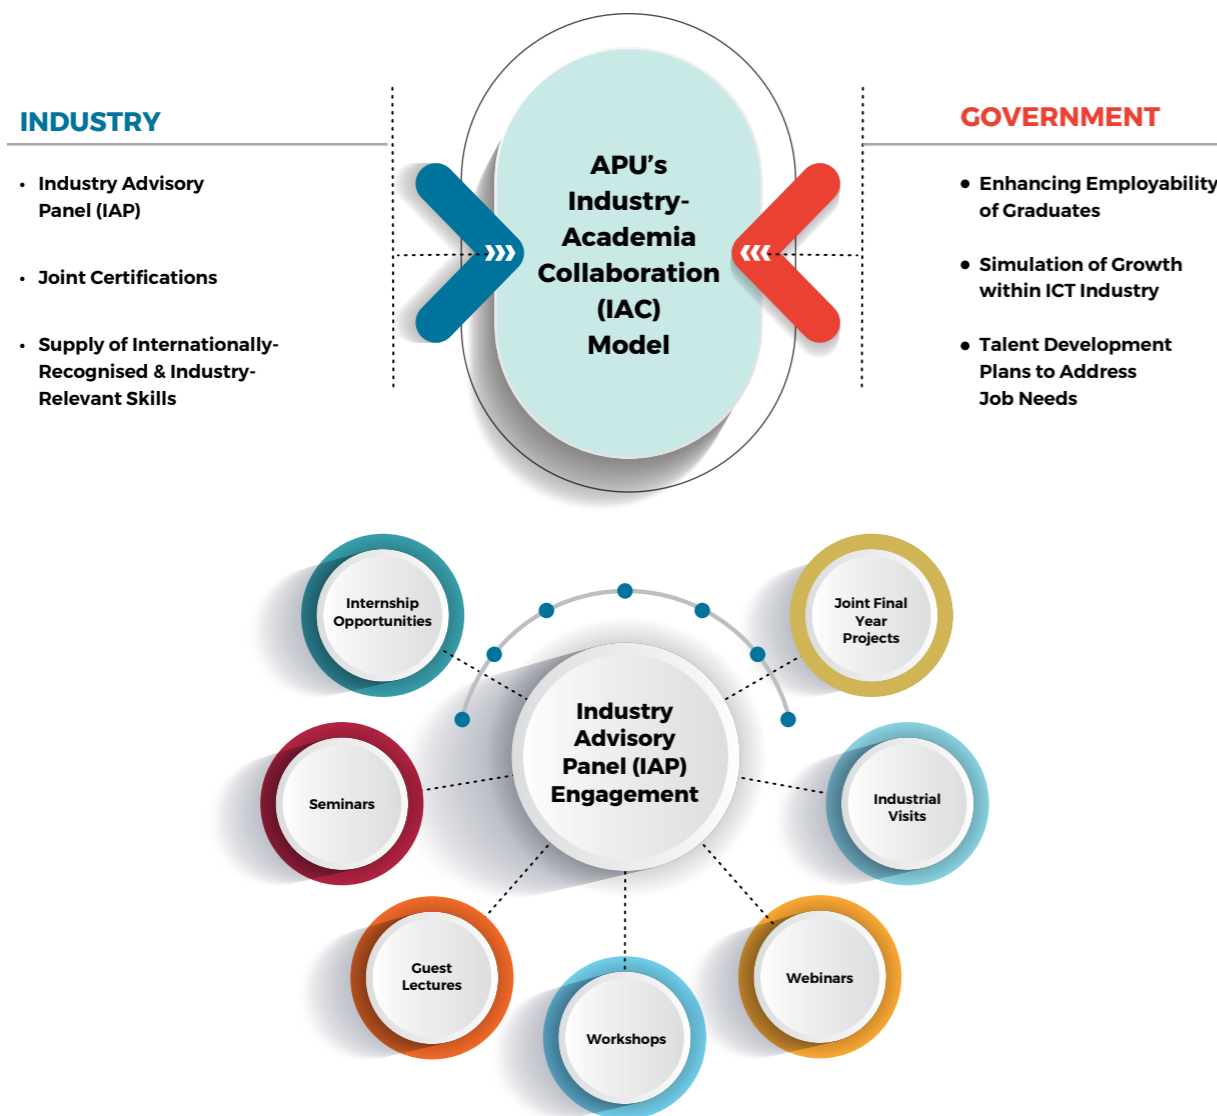 INDUSTRY
• Industry Advisory
Panel (IAP)
• Joint Certifications
• Supply of Internationally-
Recognised & Industry-
Relevant Skills
APU's
Industry-
Academia
Collaboration
(IAC)
Model
GOVERNMENT
• Enhancing Employability
of Graduates
• Simulation of Growth
within ICT Industry
• Talent Development
Plans to Address
Job Needs
Industry
Advisory
Panel (IAP)
Engagement
Internship
Opportunities
Seminars
Guest
Lectures
Workshops
Webinars
Industrial
Visits
Joint Final
Year
Projects